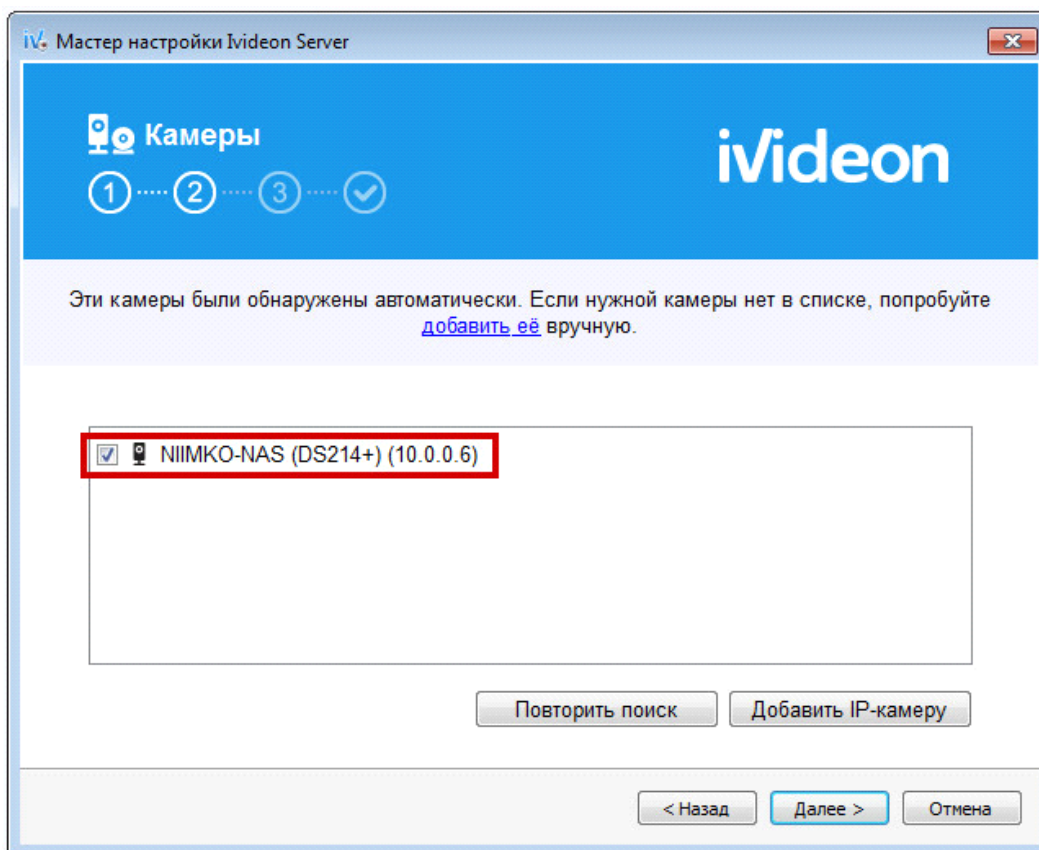 iV Мастер настройки Ivideon Server
Камеры
ivideon
1 2 3
Эти камеры были обнаружены автоматически. Если нужной камеры нет в списке, попробуйте
добавить её вручную.
NIIMKO-NAS (DS214+) (10.0.0.6)
Повторить поиск Добавить IP-камеру
< Назад Далее > Отмена